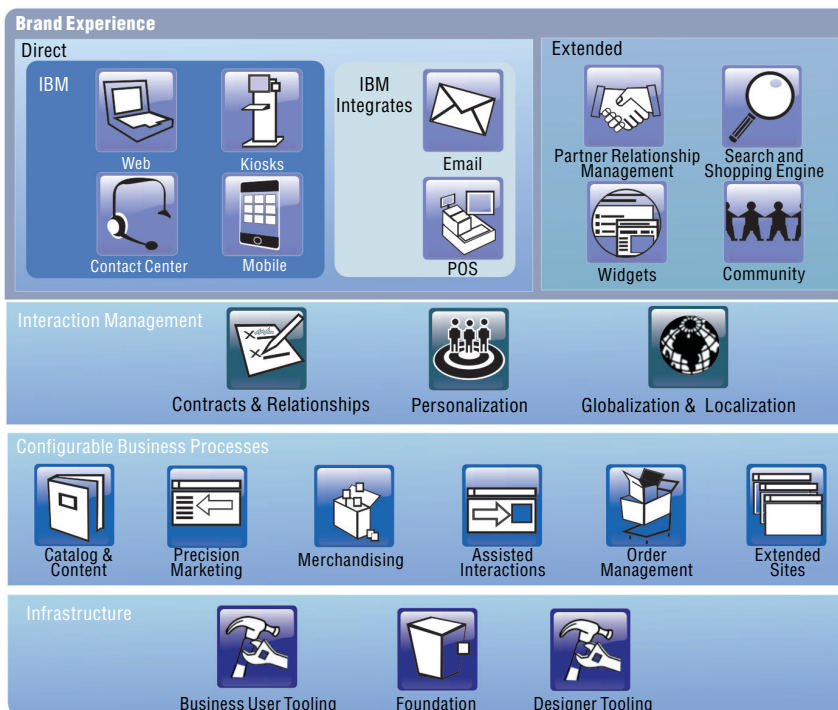 Brand Experience
Direct
IBM
Web
Kiosks
Contact Center
Mobile
IBM
Integrates
Email
POS
Extended
Partner Relationship
Management
Search and
Shopping Engine
Widgets
Community
Interaction Management
Contracts & Relationships
Personalization
Globalization & Localization
Configurable Business Processes
Catalog &
Content
Precision
Marketing
Merchandising
Assisted
Interactions
Order
Management
Extended
Sites
Infrastructure
Business User Tooling
Foundation
Designer Tooling